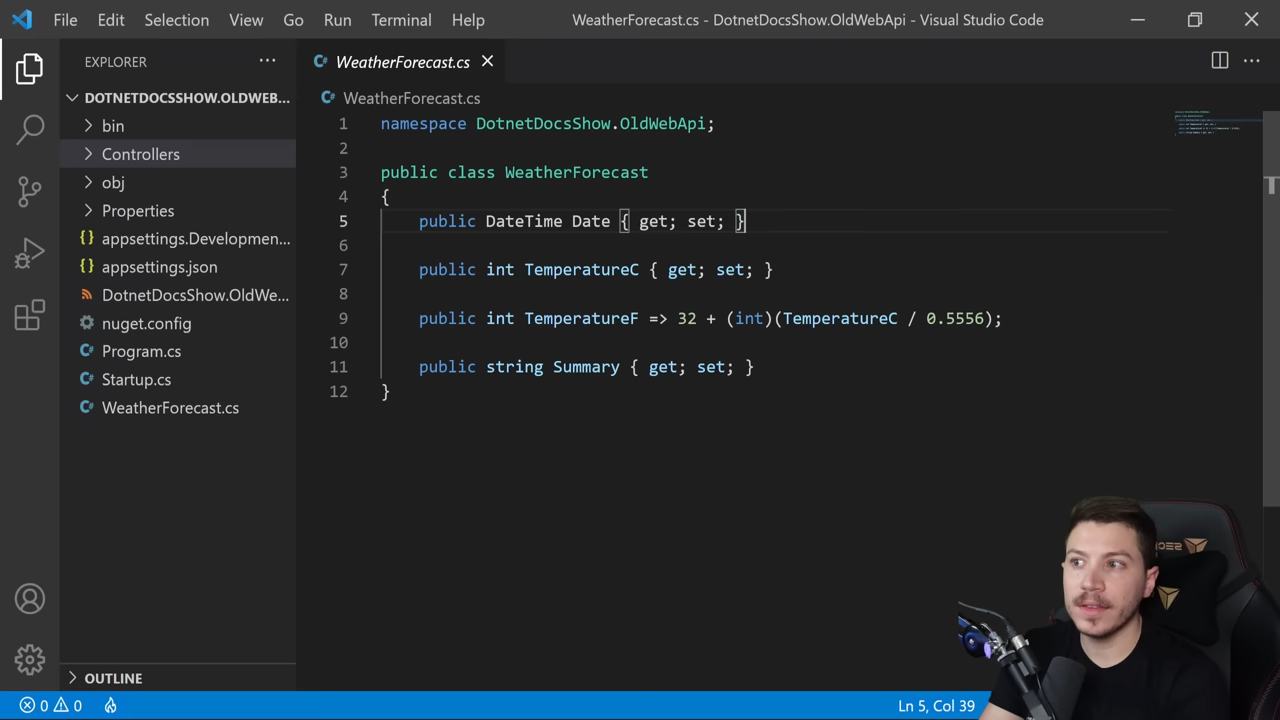 File Edit Selection View Go Run Terminal Help WeatherForecast.cs - DotnetDocsShow.OldWebApi - Visual Studio Code
EXPLORER
DOTNETDOCSSHOW.OLDWEB...
bin
Controllers
obj
Properties
appsettings.Developmen...
appsettings.json
DotnetDocsShow.OldWe...
nuget.config
Program.cs
Startup.cs
WeatherForecast.cs
OUTLINE
WeatherForecast.cs
WeatherForecast.cs
1 namespace DotnetDocsShow.OldWebApi;
2
3 public class WeatherForecast
4 {
5 public DateTime Date { get; set; }
6
7 public int TemperatureC { get; set; }
8
9 public int TemperatureF => 32 + (int)(TemperatureC / 0.5556);
10
11 public string Summary { get; set; }
12 }
0 0 Ln 5, Col 39